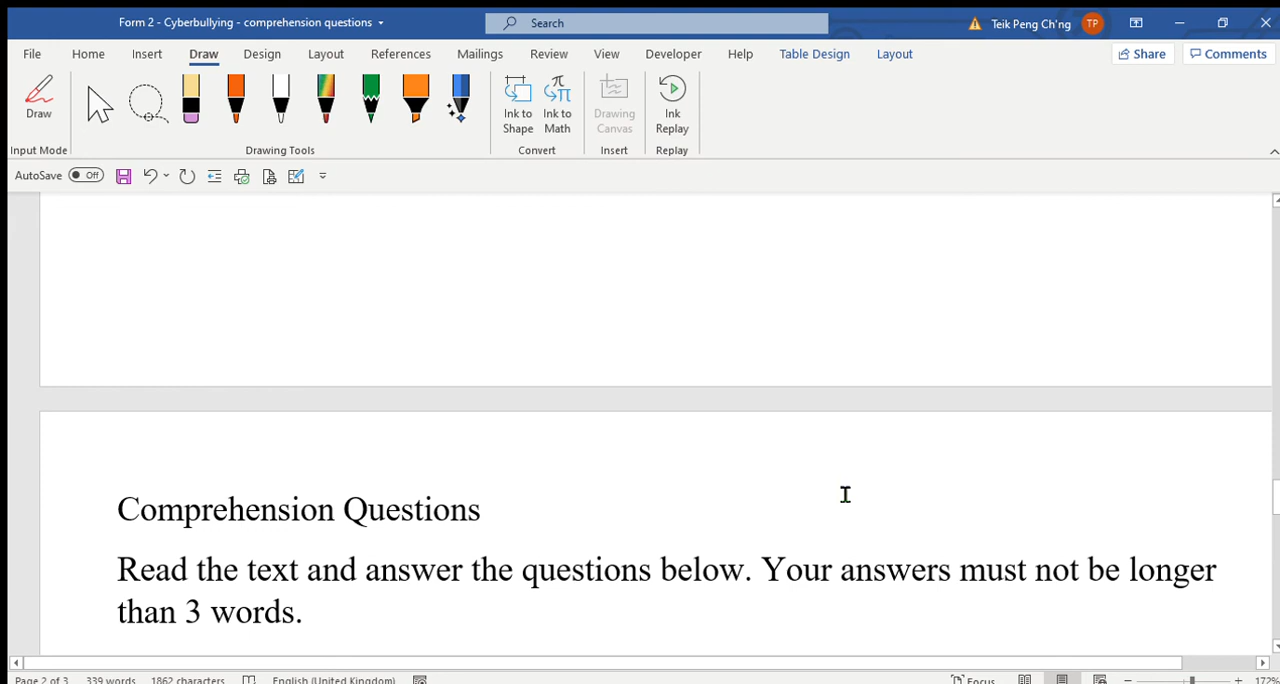 Form 2 - Cyberbullying - comprehension questions
Search
Teik Peng Ch'ng
TP
File Home Insert Draw Design Layout References Mailings Review View Developer Help Table Design Layout
Share
Comments
Draw
Ink to Shape
Ink to Math
Drawing Canvas
Ink Replay
Input Mode
Drawing Tools
Convert
Insert
Replay
AutoSave Off
Comprehension Questions
Read the text and answer the questions below. Your answers must not be longer
than 3 words.
Page 2 of 3 339 words 1862 characters English (United Kingdom) Focus 172%